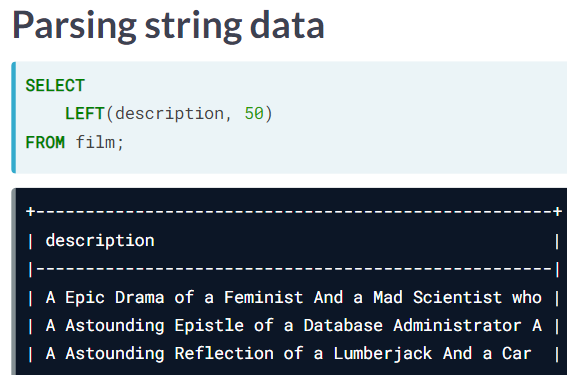 Parsing string data
SELECT
    LEFT(description, 50)
FROM film;
+----------------------------------------------------+
| description                                        |
|----------------------------------------------------|
| A Epic Drama of a Feminist And a Mad Scientist who |
| A Astounding Epistle of a Database Administrator A |
| A Astounding Reflection of a Lumberjack And a Car  |